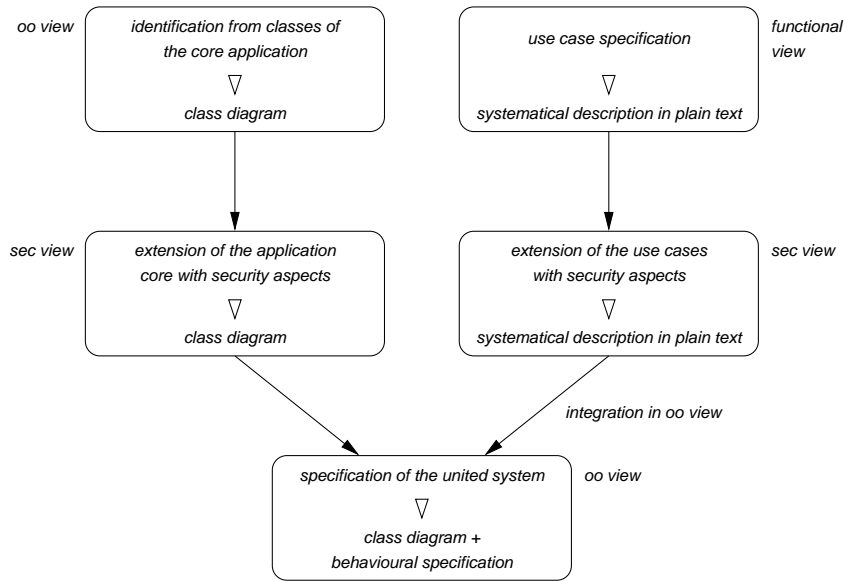 oo view
identification from classes of
the core application
class diagram
use case specification
systematical description in plain text
functional
view
sec view
extension of the application
core with security aspects
class diagram
extension of the use cases
with security aspects
systematical description in plain text
sec view
integration in oo view
specification of the united system
class diagram +
behavioural specification
oo view